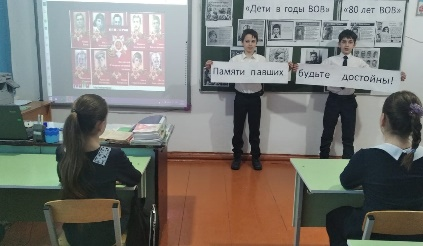 «Дети в годы ВОВ» «80 лет ВОВ»
Памяти павших будьте достойны!